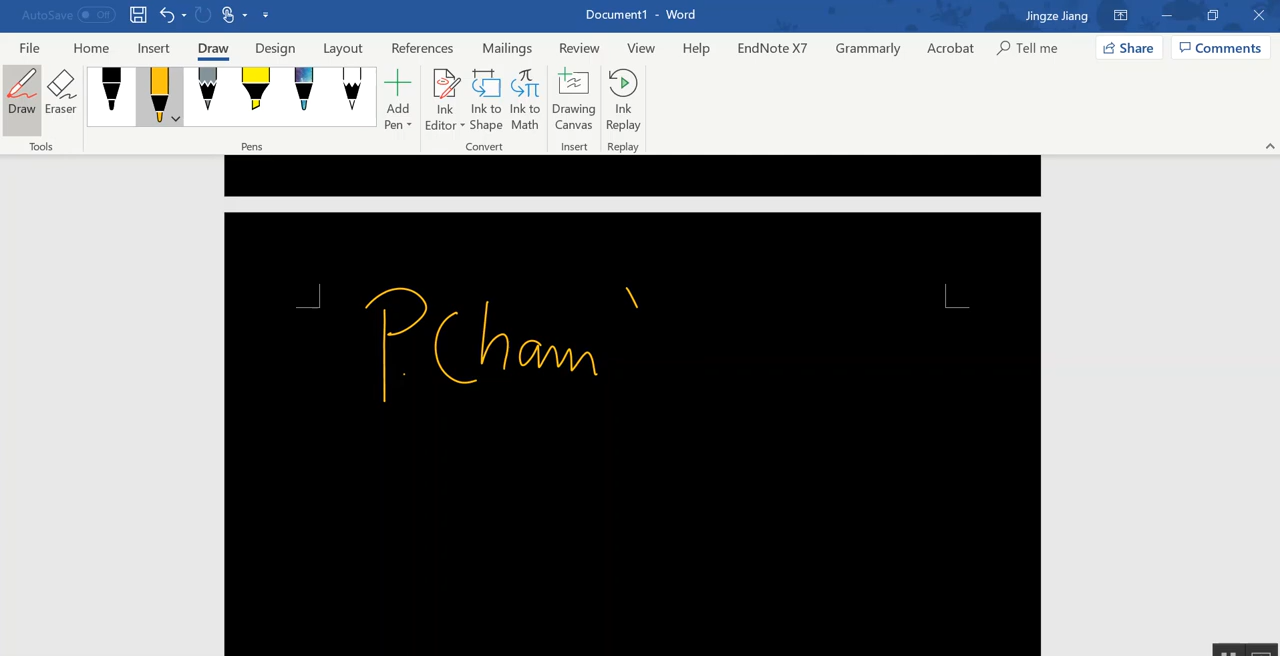 AutoSave Off Document1 - Word Jingze Jiang
File Home Insert Draw Design Layout References Mailings Review View Help EndNote X7 Grammarly Acrobat Tell me Share Comments
Draw Eraser Add Pen Ink Editor Ink to Shape Ink to Math Drawing Canvas Ink Replay
Tools Pens Convert Insert Replay
P. Cham